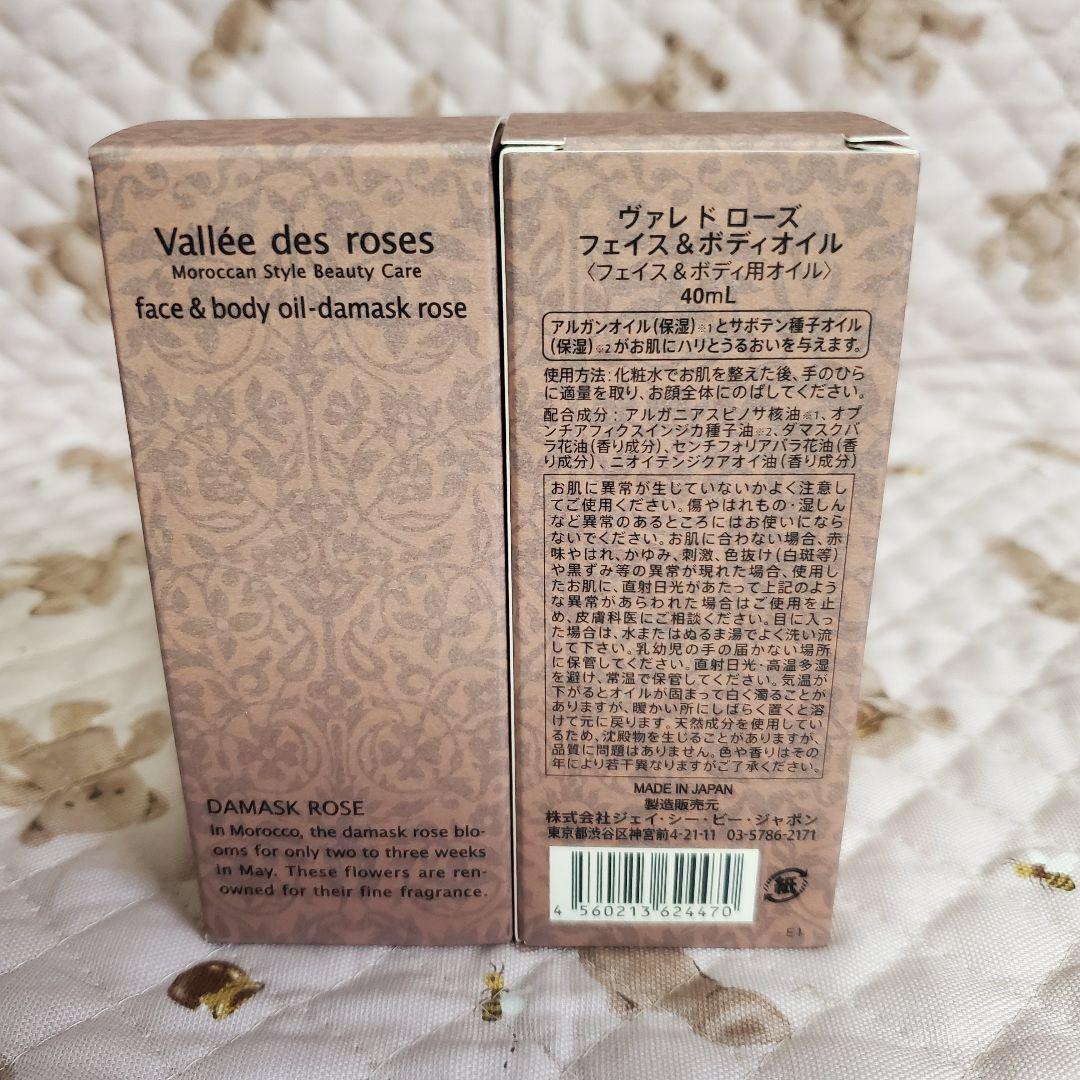 Vallée des roses
Moroccan Style Beauty Care
face & body oil-damask rose
DAMASK ROSE
In Morocco, the damask rose blo-
oms for only two to three weeks
in May. These flowers are ren-
owned for their fine fragrance.
ヴァレ ド ローズ
フェイス＆ボディオイル
〈フェイス＆ボディ用オイル〉
40mL
アルガンオイル(保湿)※1とサボテン種子オイル
(保湿)※2がお肌にハリとうるおいを与えます。
使用方法：化粧水でお肌を整えた後、手のひら
に適量を取り、お顔全体にのばしてください。
配合成分：アルガニアスピノサ核油※1、オプ
ンチアフィクスインジカ種子油※2、ダマスクバ
ラ花油(香り成分)、センチフォリアバラ花油(香
り成分)、ニオイテンジクアオイ油(香り成分)
お肌に異常が生じていないかよく注意し
てご使用ください。傷やはれもの・湿しん
など異常のあるところにはお使いになら
ないでください。お肌に合わない場合、赤
味やはれ、かゆみ、刺激、色抜け(白斑等)
や黒ずみ等の異常が現れた場合、使用し
たお肌に、直射日光があたって上記のよう
な異常があらわれた場合はご使用を止
め、皮膚科医にご相談ください。目に入っ
た場合は、水またはぬるま湯でよく洗い流
して下さい。乳幼児の手の届かない場所
に保管してください。直射日光・高温多湿
を避け、常温で保管してください。気温が
下がるとオイルが固まって白く濁ることが
ありますが、暖かい所にしばらく置くと溶
けて元に戻ります。天然成分を使用してい
るため、沈殿物を生じることがありますが、
品質に問題はありません。色や香りはその
年により若干異なりますがご了承ください。
MADE IN JAPAN
製造販売元
株式会社ジェイ・シー・ビー・ジャポン
東京都渋谷区神宮前4-21-11 03-5786-2171
4 560213 624470
紙
E1